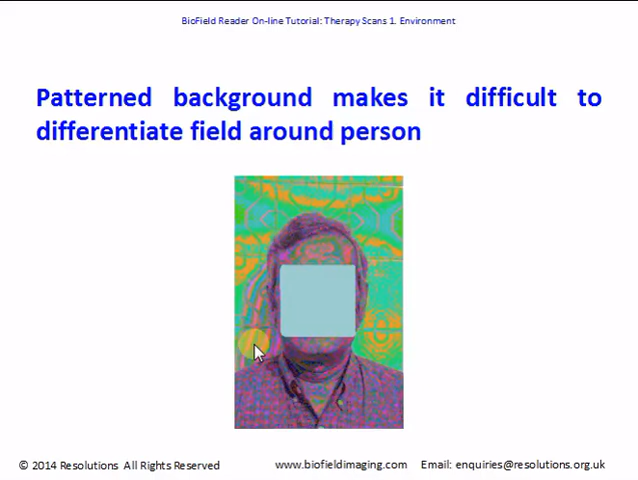 BioField Reader On-line Tutorial: Therapy Scans 1. Environment
Patterned background makes it difficult to
differentiate field around person
© 2014 Resolutions All Rights Reserved www.biofieldimaging.com Email: enquiries@resolutions.org.uk